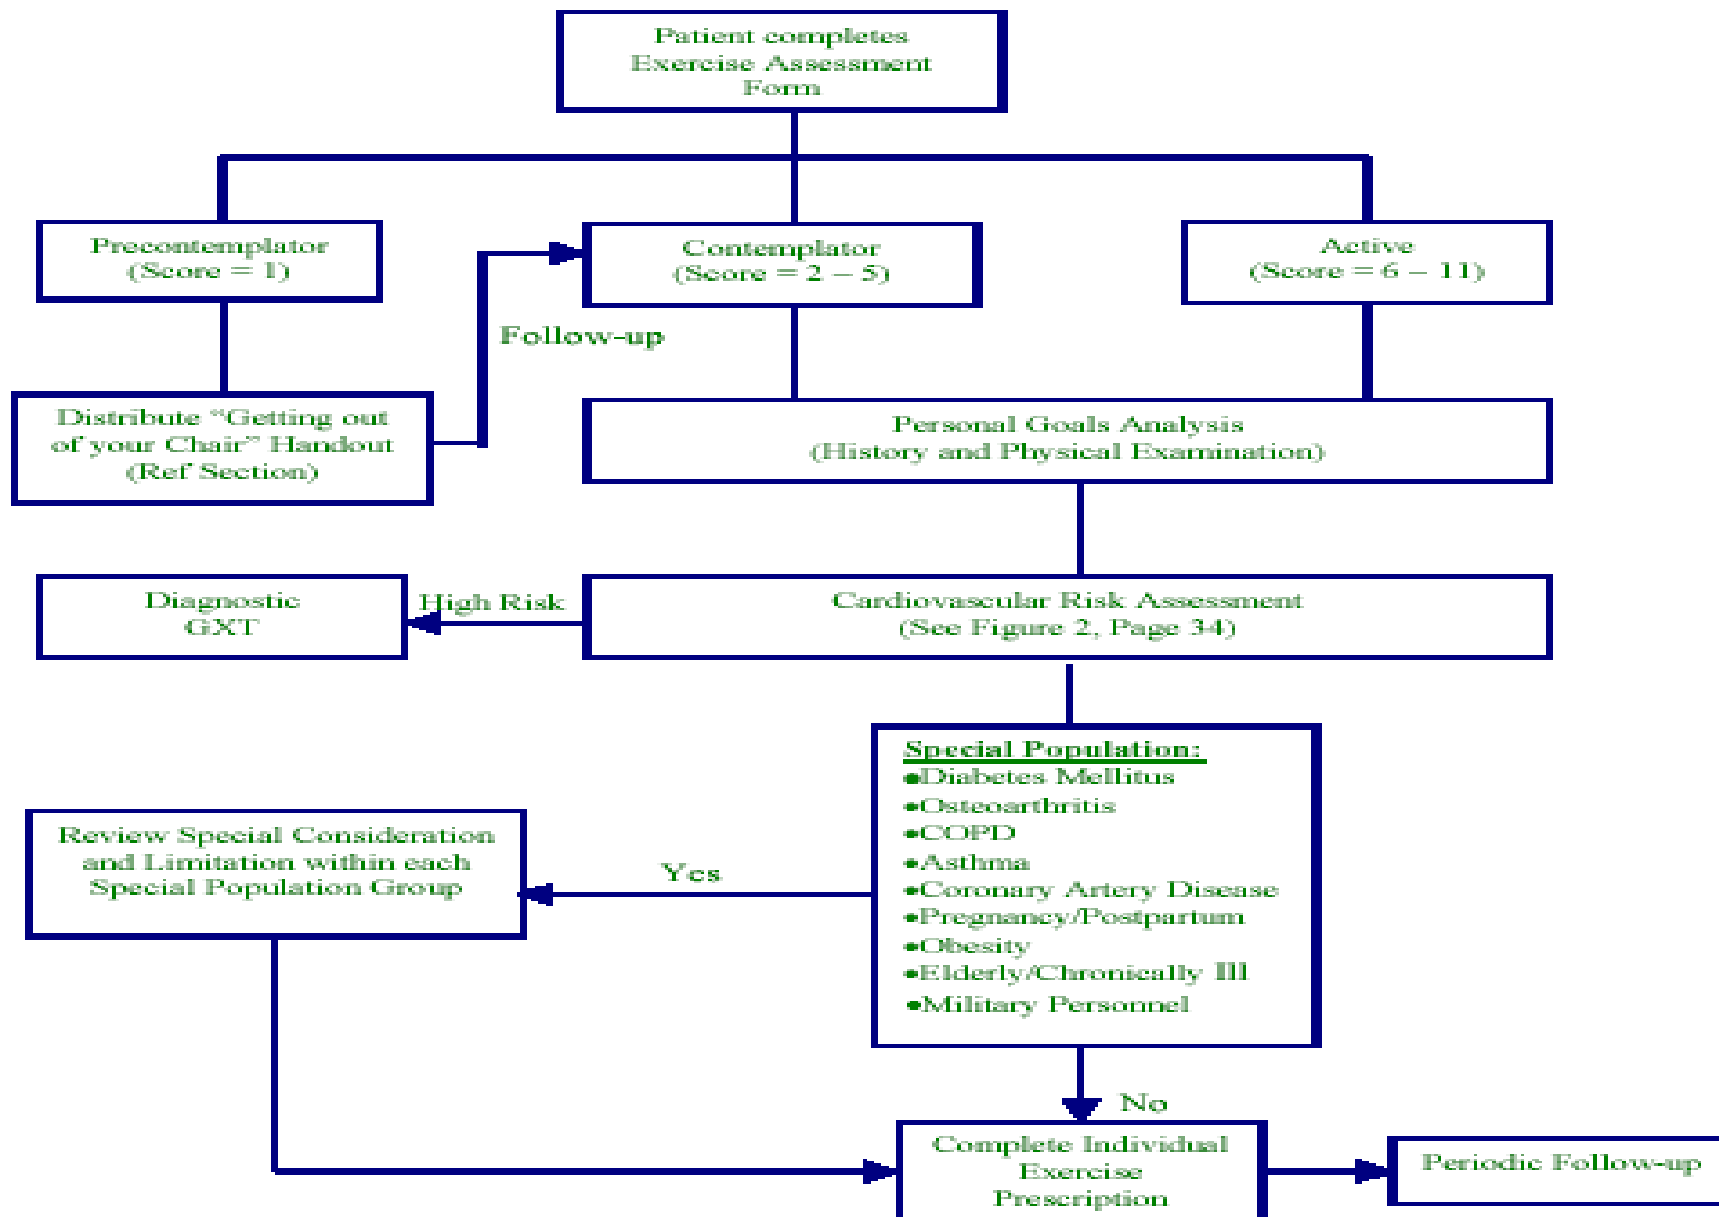 Patient completes
Exercise Assessment
Form
Precontemplator
(Score = 1)
Contemplator
(Score = 2 – 5)
Active
(Score = 6 – 11)
Follow-up
Distribute “Getting out
of your Chair” Handout
(Ref Section)
Personal Goals Analysis
(History and Physical Examination)
Diagnostic
GXT
High Risk
Cardiovascular Risk Assessment
(See Figure 2, Page 34)
Special Population:
•Diabetes Mellitus
•Osteoarthritis
•COPD
•Asthma
•Coronary Artery Disease
•Pregnancy/Postpartum
•Obesity
•Elderly/Chronically Ill
•Military Personnel
Yes
Review Special Consideration
and Limitation within each
Special Population Group
No
Complete Individual
Exercise
Prescription
Periodic Follow-up